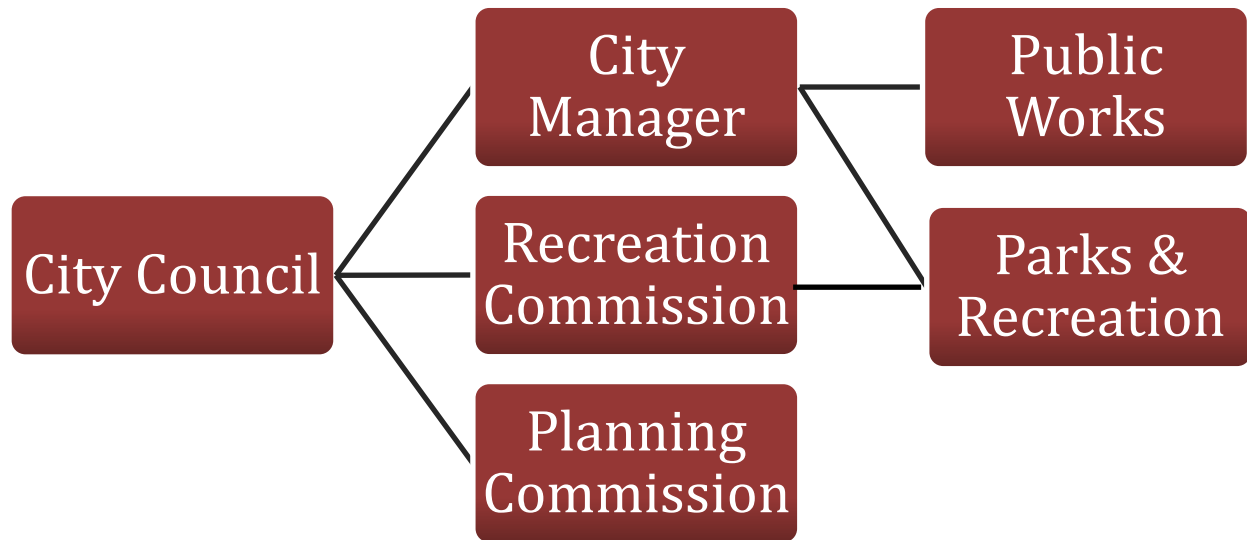 City Council
City
Manager
Recreation
Commission
Planning
Commission
Public
Works
Parks &
Recreation